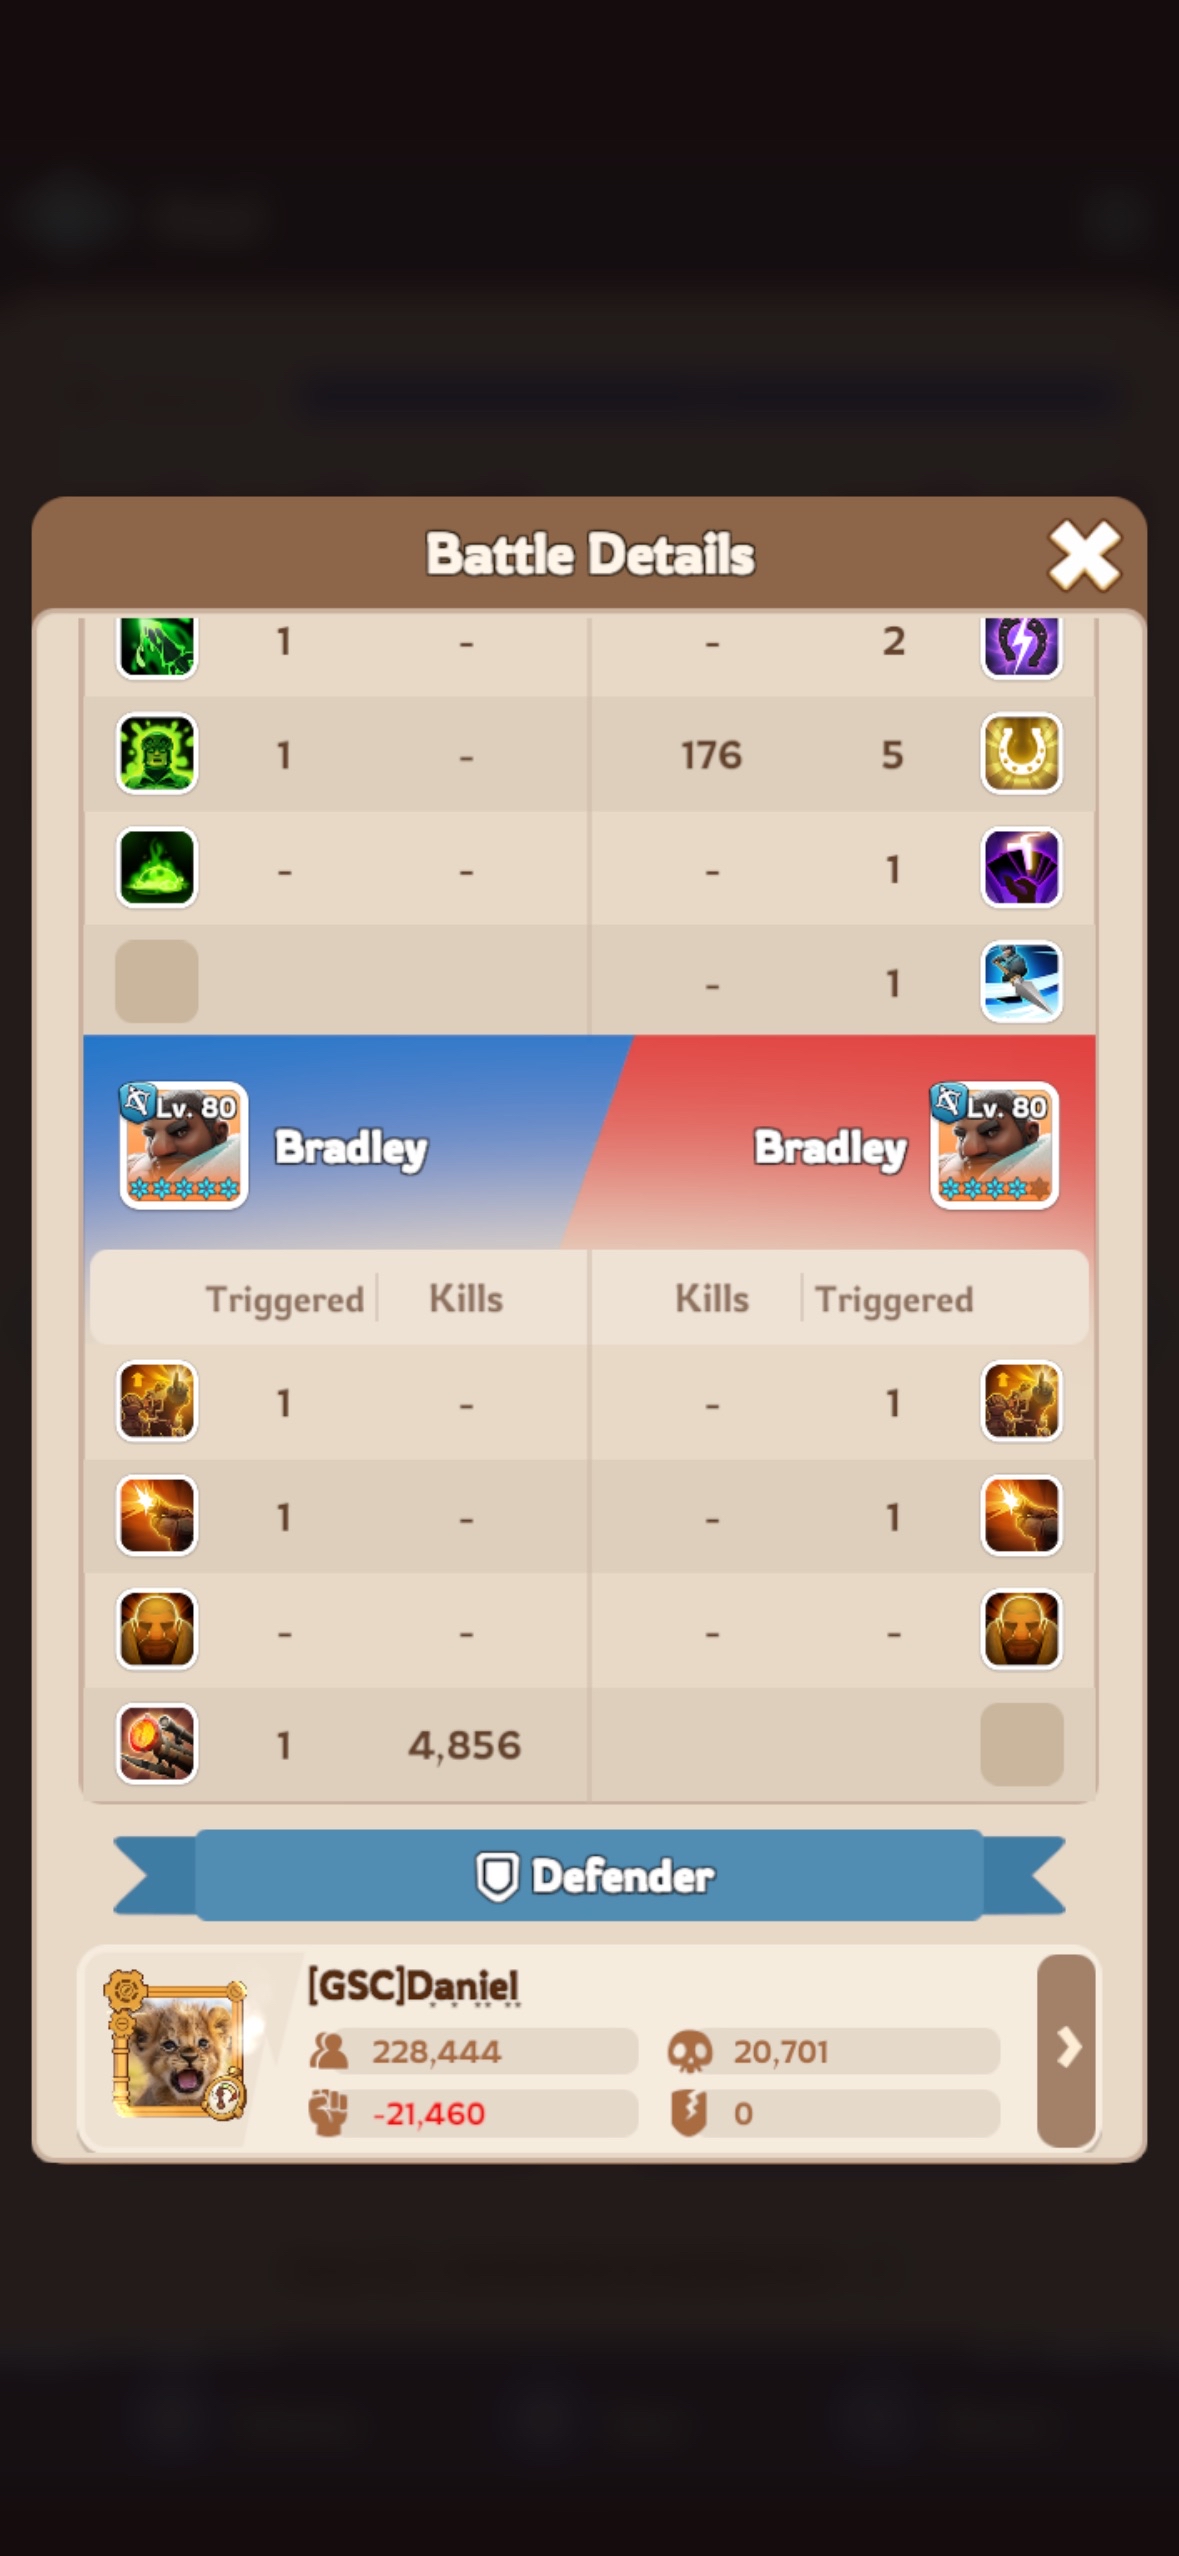 Battle Details
1 - - 2
1 - 176 5
- - - 1
- 1
Lv. 80 Bradley Bradley Lv. 80
Triggered Kills Kills Triggered
1 - - 1
1 - - 1
- - - -
1 4,856
Defender
[GSC]Daniel
228,444 20,701
-21,460 0